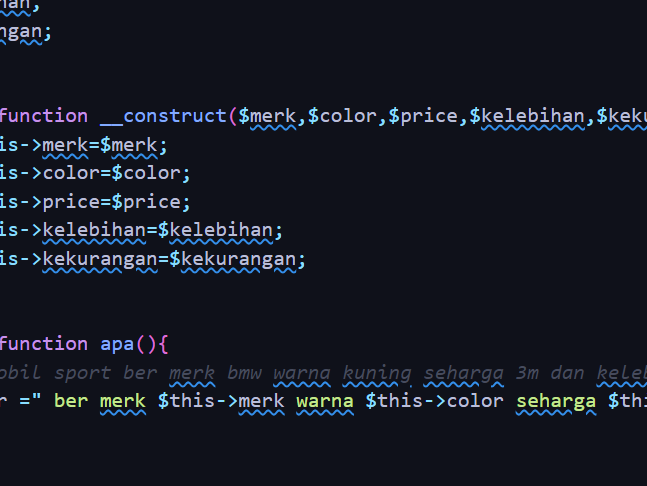 han,
ngan;
function __construct($merk,$color,$price,$kelebihan,$keku
is->merk=$merk;
is->color=$color;
is->price=$price;
is->kelebihan=$kelebihan;
is->kekurangan=$kekurangan;
function apa(){
obil sport ber merk bmw warna kuning seharga 3m dan keleb
r =" ber merk $this->merk warna $this->color seharga $thi